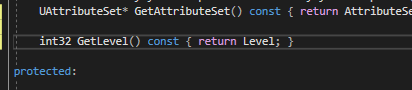 UAttributeSet* GetAttributeSet() const { return AttributeSe
int32 GetLevel() const { return Level; }
protected: